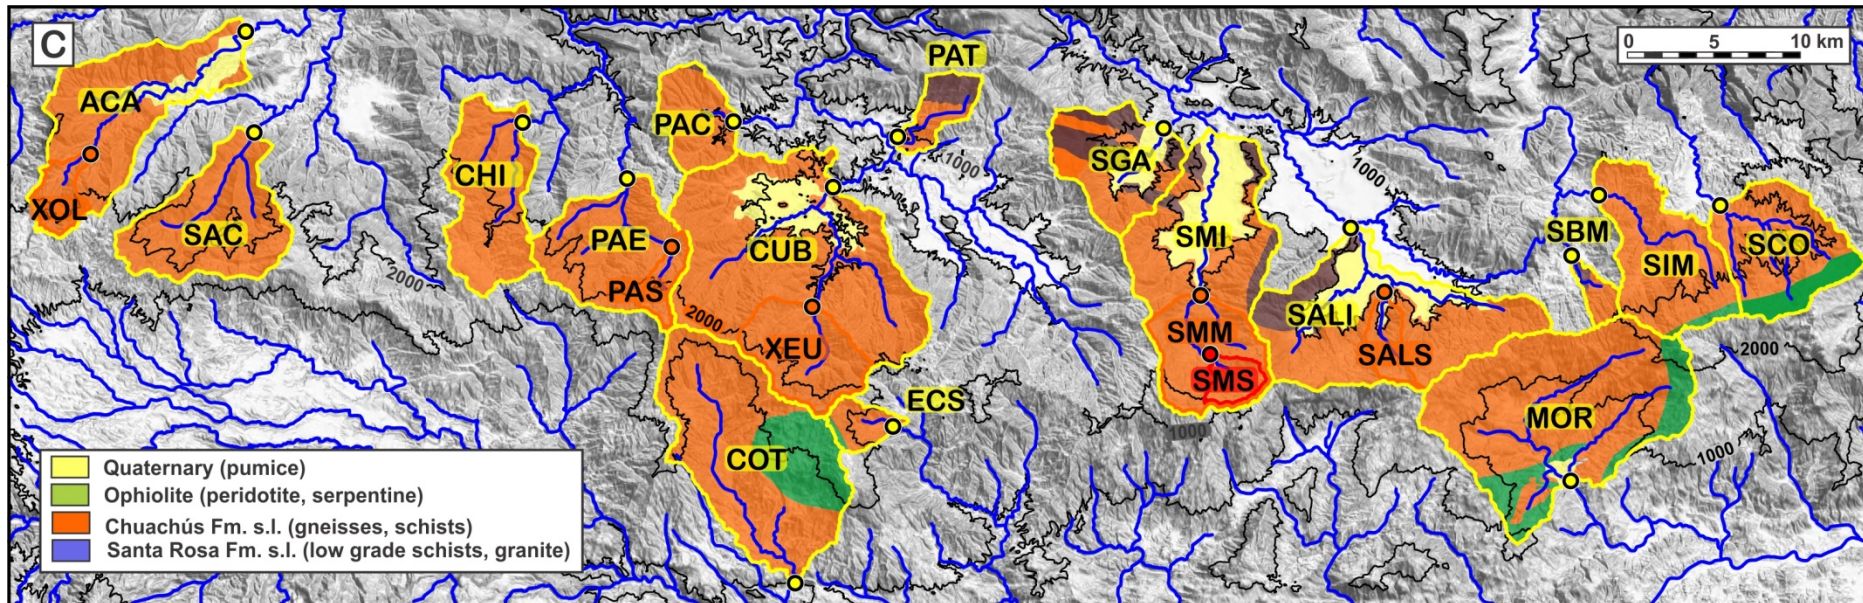 C
0 5 10 km
PAT
ACA
PAC
1000
1000
CHI
SGA
XOL
SAC
PAE
CUB
SMI
SBM
SIM
SCO
2000
PAS
2000
SALI
XEU
SMM
SALS
2000
SMS
ECS
MOR
1000
COT
1000
Quaternary (pumice)
Ophiolite (peridotite, serpentine)
Chuachús Fm. s.l. (gneisses, schists)
Santa Rosa Fm. s.l. (low grade schists, granite)